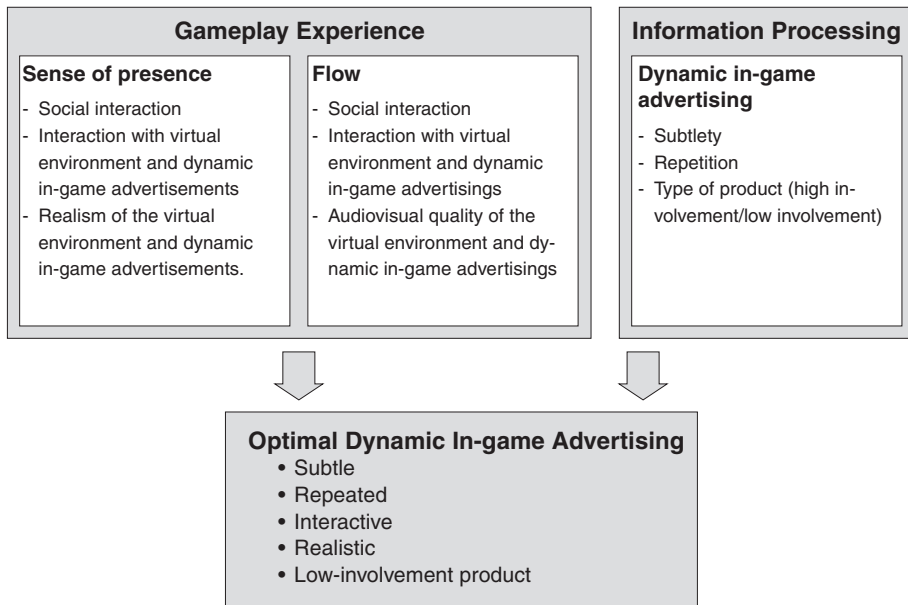 Gameplay Experience
Sense of presence
- Social interaction
- Interaction with virtual
environment and dynamic
in-game advertisements
- Realism of the virtual
environment and dynamic
in-game advertisements.
Flow
- Social interaction
- Interaction with virtual
environment and dynamic
in-game advertisings
- Audiovisual quality of the
virtual environment and dy-
namic in-game advertisings
Information Processing
Dynamic in-game
advertising
- Subtlety
- Repetition
- Type of product (high in-
volvement/low involvement)
Optimal Dynamic In-game Advertising
• Subtle
• Repeated
• Interactive
• Realistic
• Low-involvement product